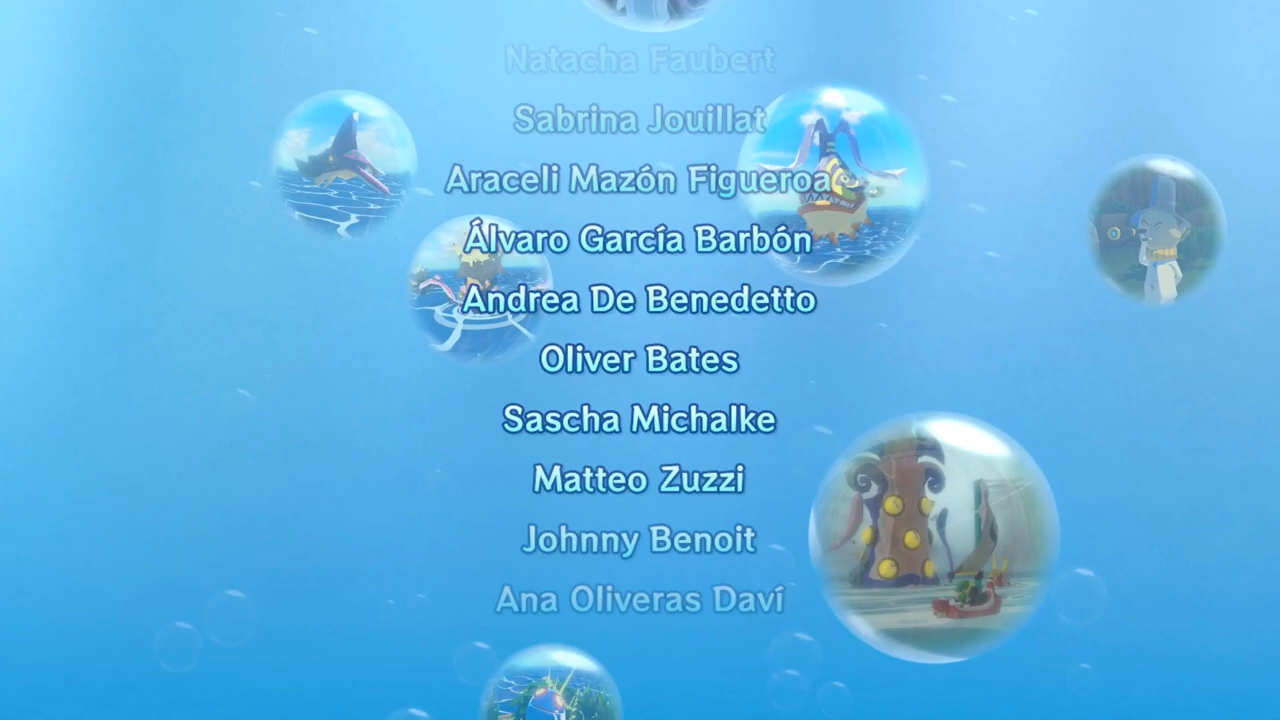 Natacha Faubert
Sabrina Jouillat
Araceli Mazón Figueroa
Álvaro García Barbón
Andrea De Benedetto
Oliver Bates
Sascha Michalke
Matteo Zuzzi
Johnny Benoit
Ana Oliveras Daví